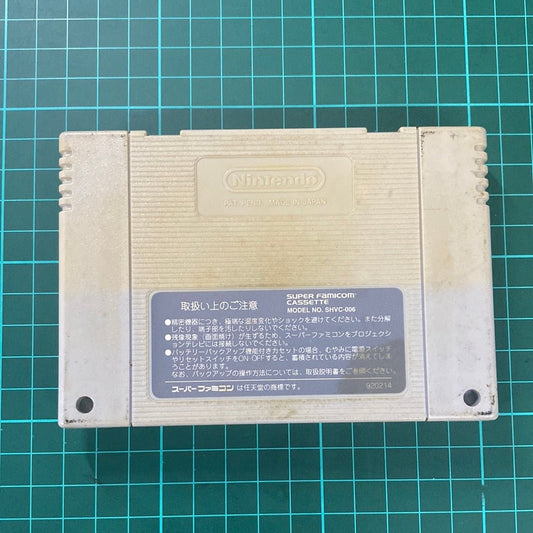 Nintendo
PAT. PEND. MADE IN JAPAN
取扱い上のご注意
SUPER FAMICOM™
CASSETTE
MODEL NO. SHVC-006
●精密機器につき、極端な温度変化やショックを避けてください。また分解
したり、端子部を汚したりしないでください。
●残像現象（画面焼け）が生ずるため、スーパーファミコンをプロジェクシ
ョンテレビには接続しないでください。
●バッテリーバックアップ機能付きカセットの場合、むやみに電源スイッチ
やリセットスイッチをON・OFFすると、蓄積されている内容が消えてしま
うことがあります。
なお、バックアップの操作方法については、取扱説明書をご覧ください。
スーパーファミコンは任天堂の商標です。
920214